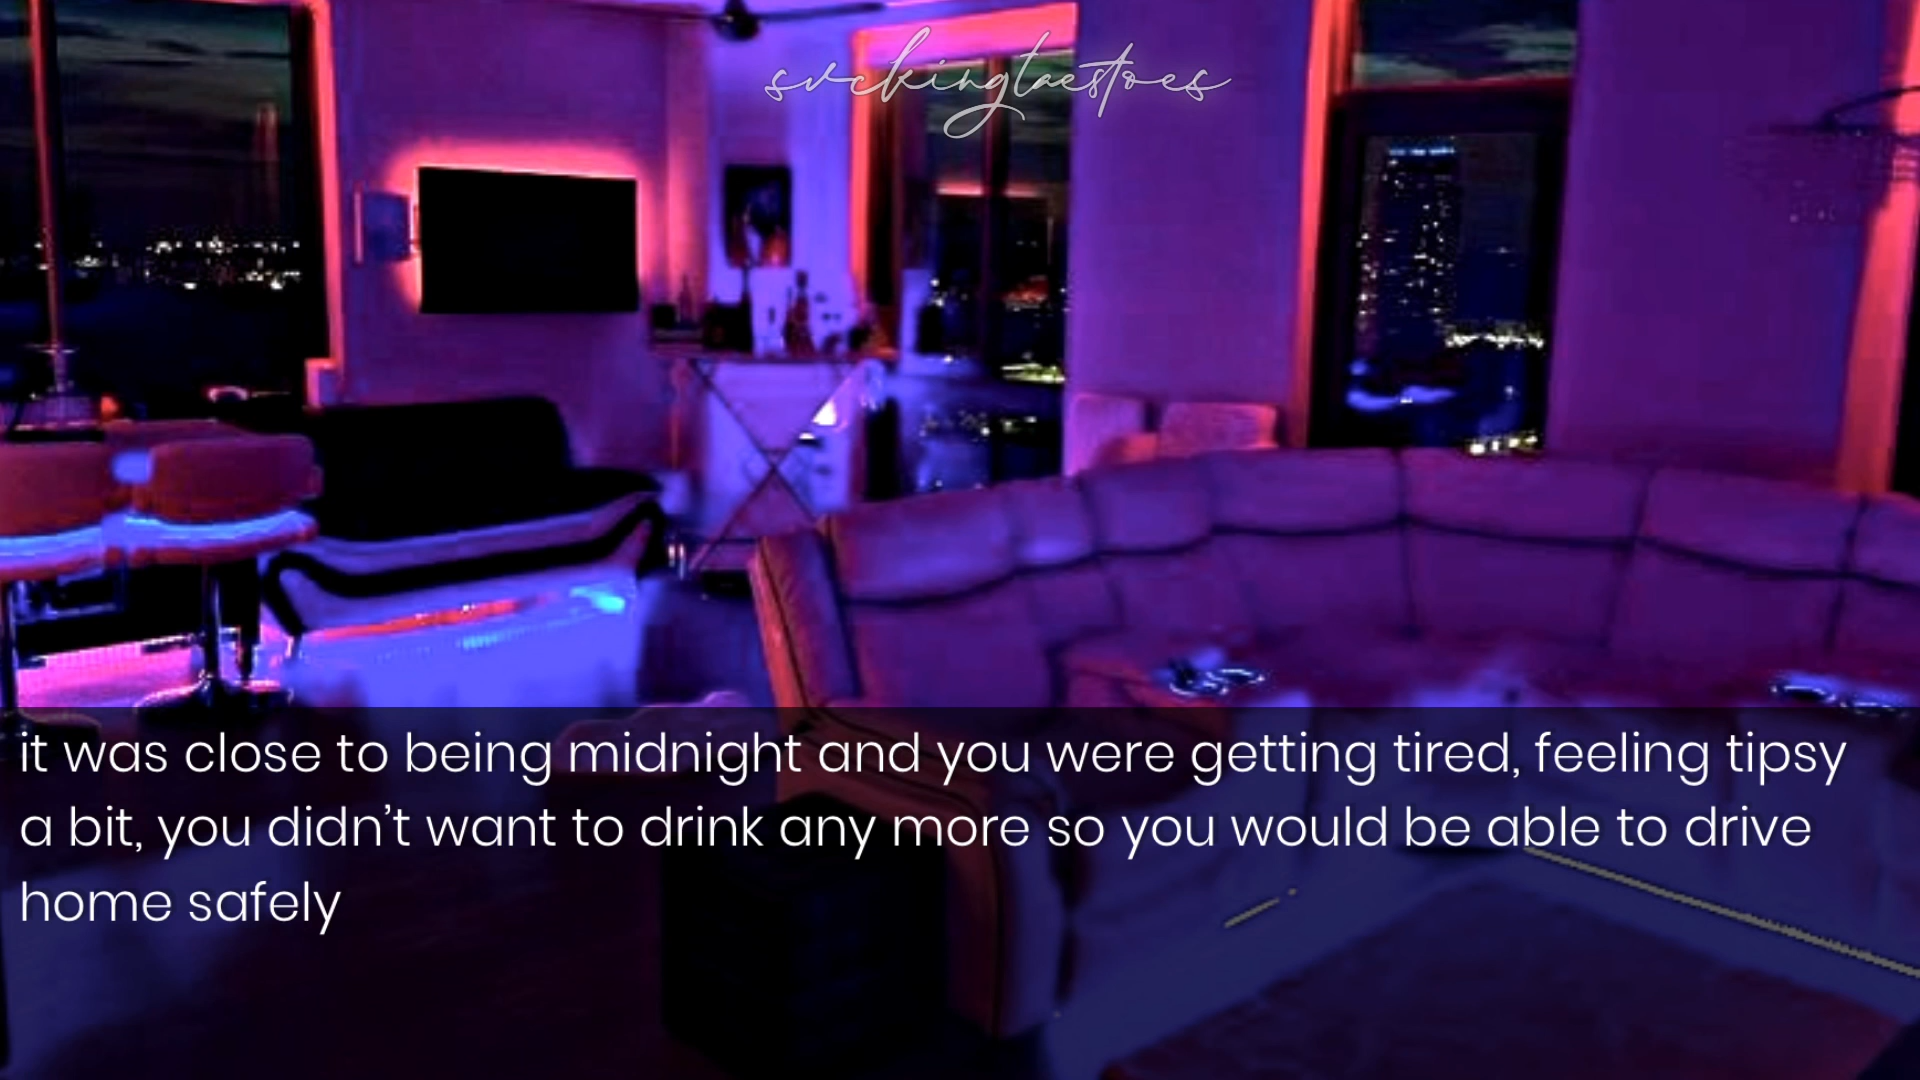 svckingtaestoes
it was close to being midnight and you were getting tired, feeling tipsy
a bit, you didn’t want to drink any more so you would be able to drive
home safely